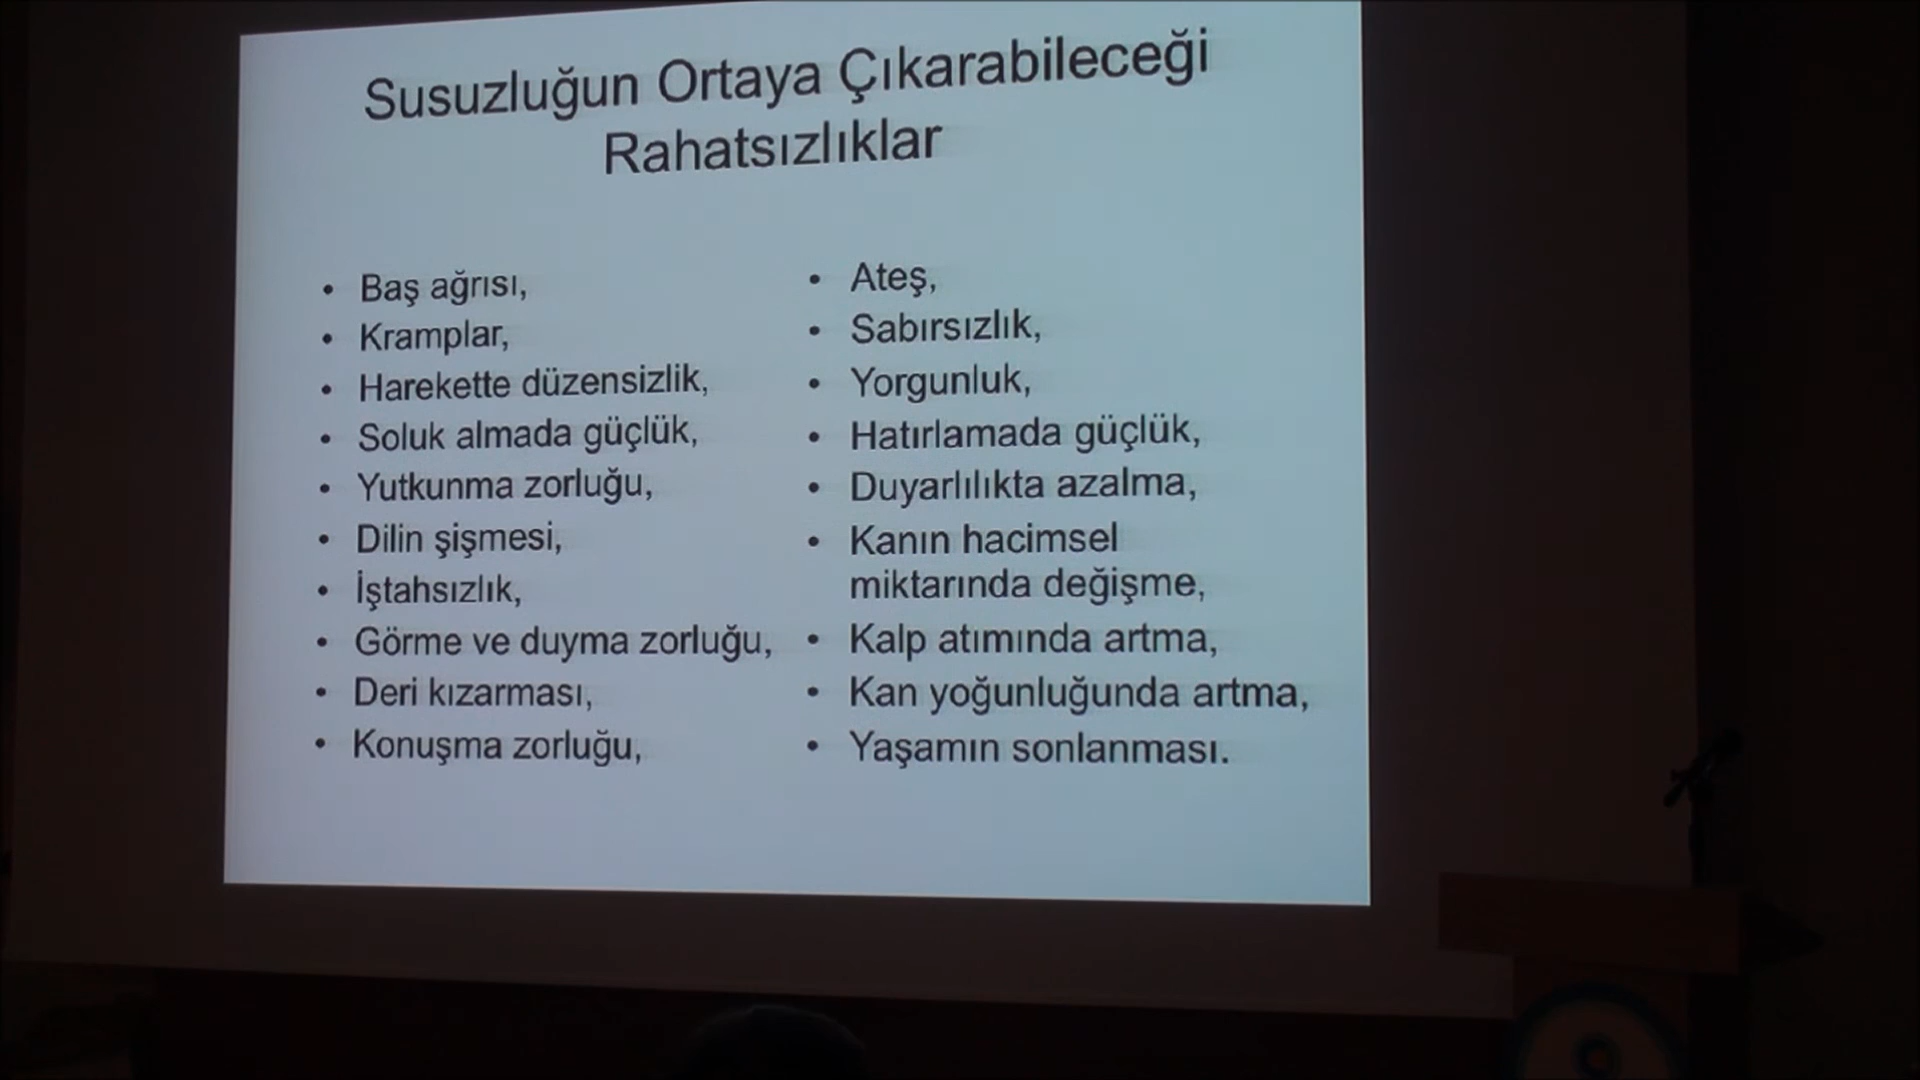 Susuzluğun Ortaya Çıkarabileceği
Rahatsızlıklar
• Baş ağrısı,
• Kramplar,
• Harekette düzensizlik,
• Soluk almada güçlük,
• Yutkunma zorluğu,
• Dilin şişmesi,
• İştahsızlık,
• Görme ve duyma zorluğu,
• Deri kızarması,
• Konuşma zorluğu,
• Ateş,
• Sabırsızlık,
• Yorgunluk,
• Hatırlamada güçlük,
• Duyarlılıkta azalma,
• Kanın hacimsel
miktarında değişme,
• Kalp atımında artma,
• Kan yoğunluğunda artma,
• Yaşamın sonlanması.